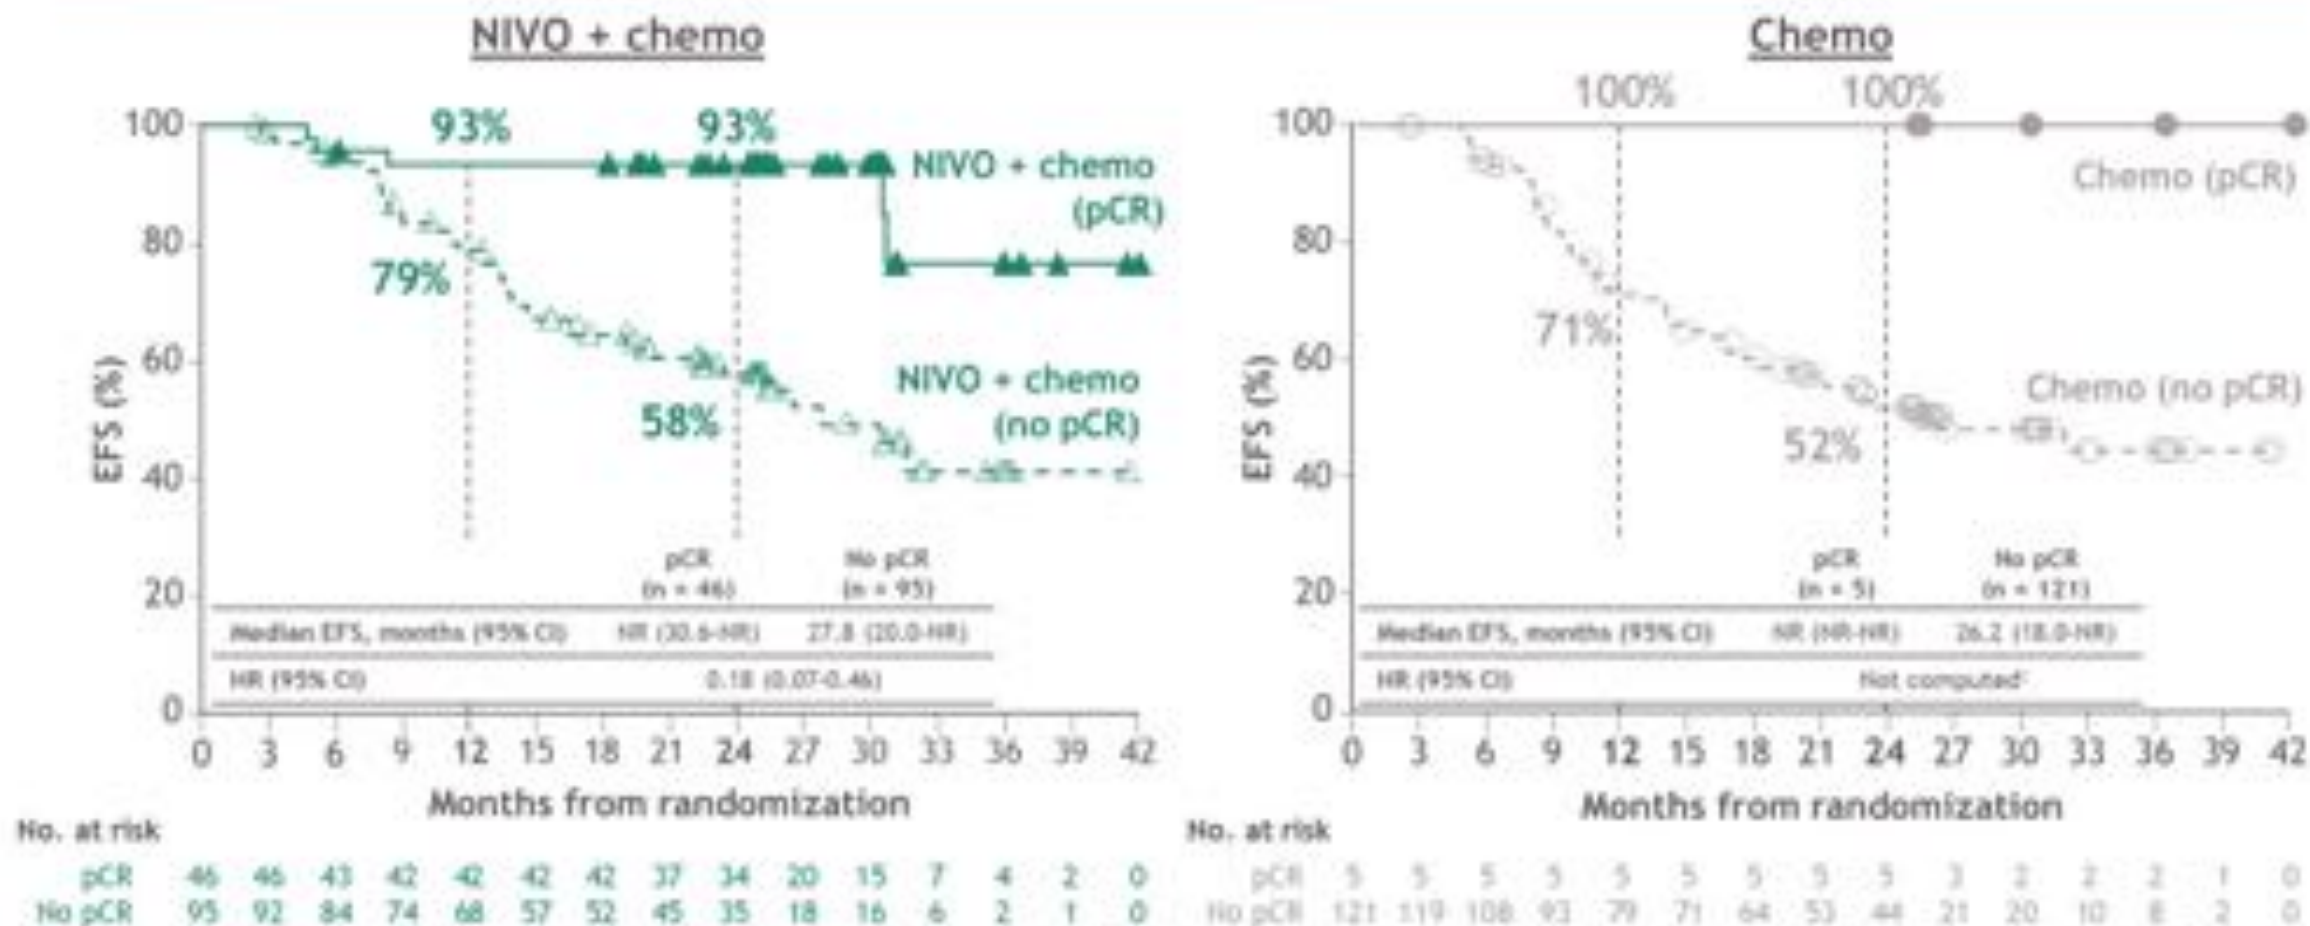 NIVO + chemo
93% 93%
100
80
60
40
20
0
EFS (%)
NIVO + chemo
(pCR)
79%
58%
NIVO + chemo
(no pCR)
pCR No pCR
(n = 46) (n = 95)
Median EFS, months (95% CI) NR (30.6-NR) 27.8 (20.0-NR)
HR (95% CI) 0.18 (0.07-0.46)
0 3 6 9 12 15 18 21 24 27 30 33 36 39 42
Months from randomization
No. at risk
pCR 46 46 43 42 42 42 42 37 34 20 15 7 4 2 0
No pCR 95 92 84 74 68 57 52 45 35 18 16 6 2 1 0
Chemo
100% 100%
100
80
60
40
20
0
EFS (%)
Chemo (pCR)
71%
52%
Chemo (no pCR)
pCR No pCR
(n = 5) (n = 121)
Median EFS, months (95% CI) NR (NR-NR) 26.2 (18.0-NR)
HR (95% CI) Not computed
0 3 6 9 12 15 18 21 24 27 30 33 36 39 42
Months from randomization
No. at risk
pCR 5 5 5 5 5 5 5 5 5 3 2 2 2 1 0
No pCR 121 119 108 93 79 71 64 53 44 21 20 10 8 2 0